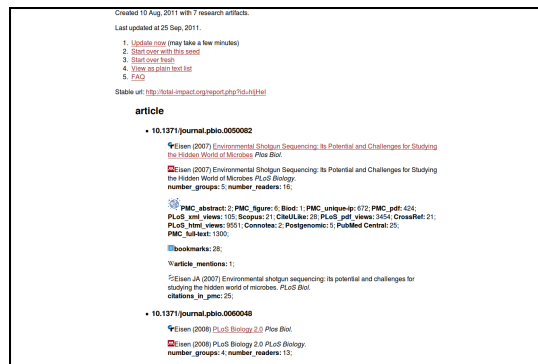 Created 10 Aug, 2011 with 7 research artifacts.
Last updated at 25 Sep, 2011.
1. Update now (may take a few minutes)
2. Start over with this seed
3. Start over fresh
4. View as plain text list
5. FAQ
Stable url: http://total-impact.org/report.php?id=hljHeI
article
• 10.1371/journal.pbio.0050082
Eisen (2007) Environmental Shotgun Sequencing: Its Potential and Challenges for Studying
the Hidden World of Microbes Plos Biol.
Eisen (2007) Environmental Shotgun Sequencing: Its Potential and Challenges for Studying
the Hidden World of Microbes PLoS Biology.
number_groups: 5; number_readers: 16;
PMC_abstract: 2; PMC_figure: 6; Biod: 1; PMC_unique-ip: 672; PMC_pdf: 424;
PLoS_xml_views: 105; Scopus: 21; CiteULike: 28; PLoS_pdf_views: 3454; CrossRef: 21;
PLoS_html_views: 9551; Connotea: 2; Postgenomic: 5; PubMed Central: 25;
PMC_full-text: 1300;
bookmarks: 28;
W article_mentions: 1;
Eisen JA (2007) Environmental shotgun sequencing: its potential and challenges for
studying the hidden world of microbes. PLoS Biol.
citations_in_pmc: 25;
• 10.1371/journal.pbio.0060048
Eisen (2008) PLoS Biology 2.0 Plos Biol.
Eisen (2008) PLoS Biology 2.0 PLoS Biology.
number_groups: 4; number_readers: 13;